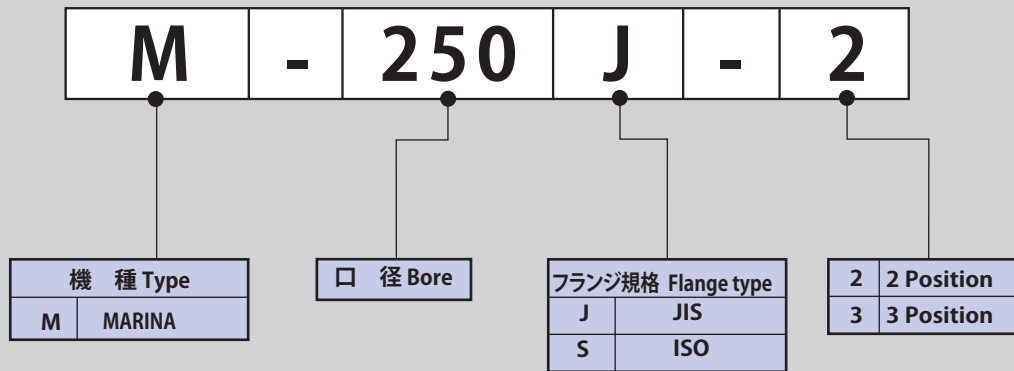 M - 250 J - 2
機　種 Type
M MARINA
口　径 Bore
フランジ規格 Flange type
J JIS
S ISO
2 2 Position
3 3 Position